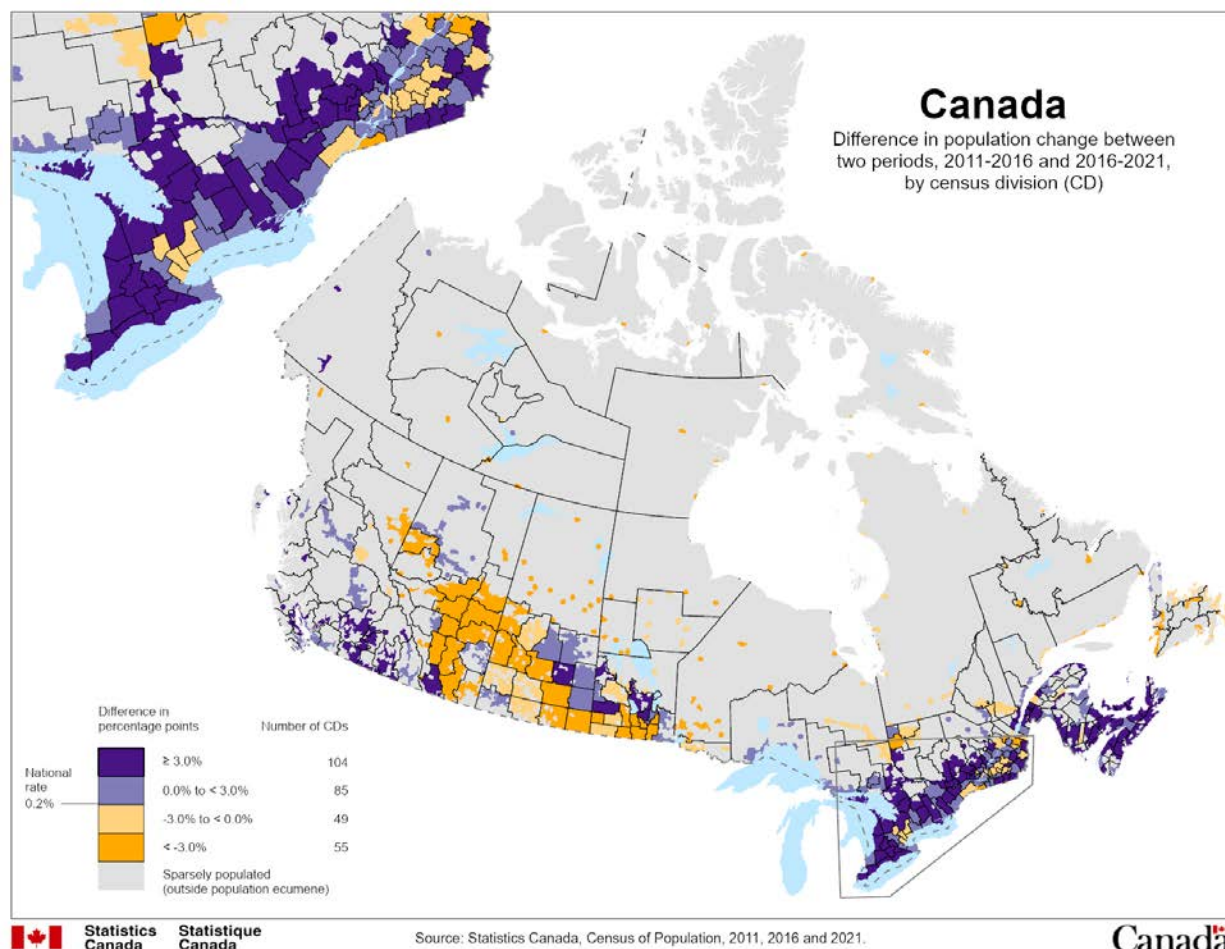 Canada
Difference in population change between
two periods, 2011-2016 and 2016-2021,
by census division (CD)
Difference in
percentage points
Number of CDs
National
rate
0.2%
≥ 3.0%
104
0.0% to < 3.0%
85
-3.0% to < 0.0%
49
< -3.0%
55
Sparsely populated
(outside population ecumene)
Statistics
Canada
Statistique
Canada
Source: Statistics Canada, Census of Population, 2011, 2016 and 2021.
Canada